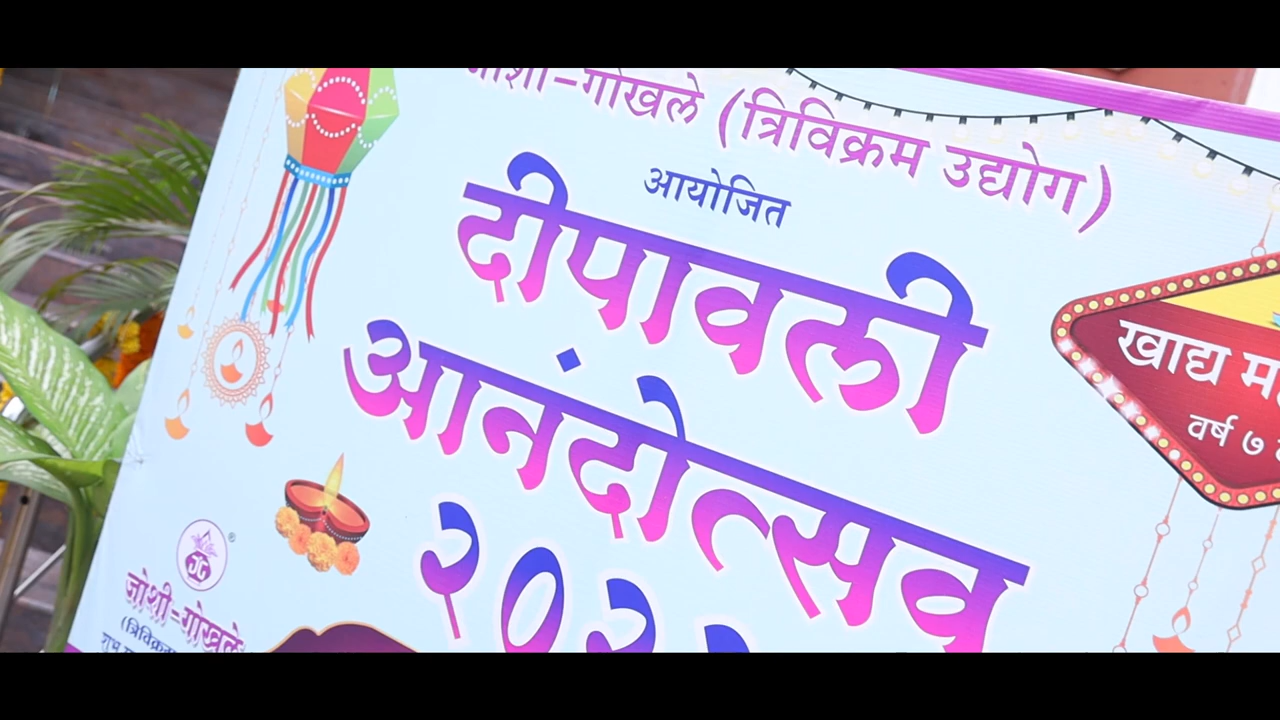 जोशी-गोखले (त्रिविक्रम उद्योग)
आयोजित
दीपावली
आनंदोत्सव
खाद्य
वर्ष ७
जोशी-गोखले